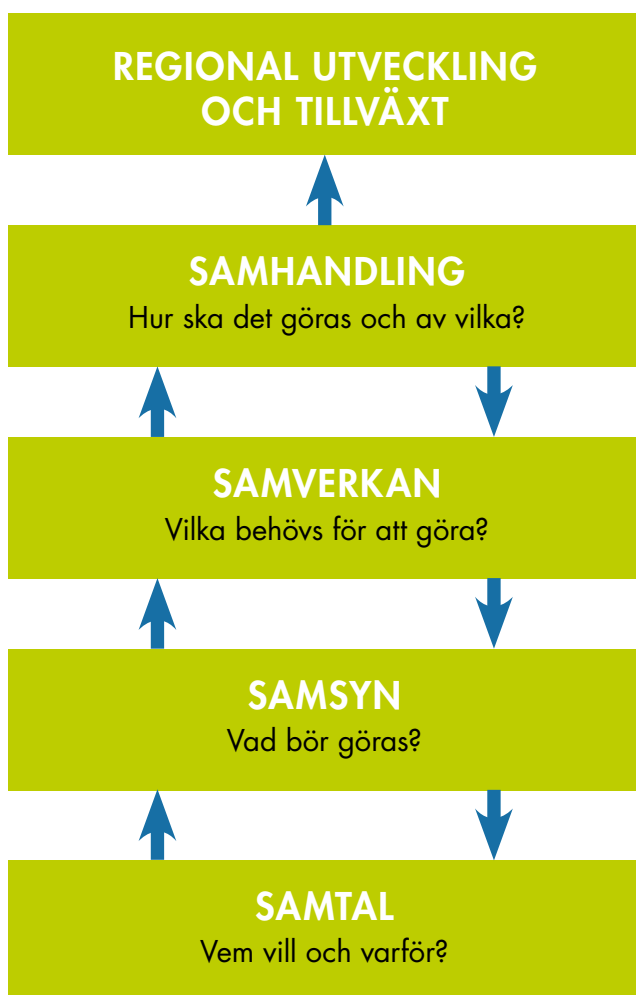 REGIONAL UTVECKLING
OCH TILLVÄXT
SAMHANDLING
Hur ska det göras och av vilka?
SAMVERKAN
Vilka behövs för att göra?
SAMSYN
Vad bör göras?
SAMTAL
Vem vill och varför?